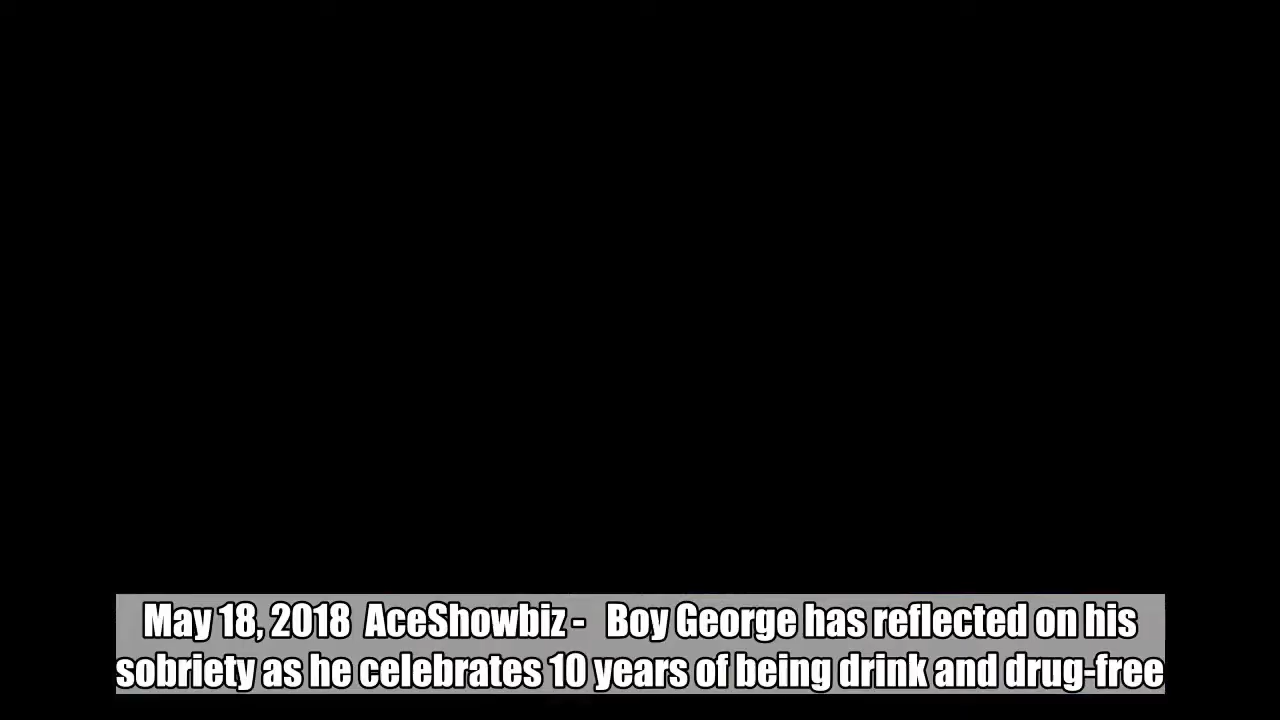 May 18, 2018  AceShowbiz -   Boy George has reflected on his
sobriety as he celebrates 10 years of being drink and drug-free